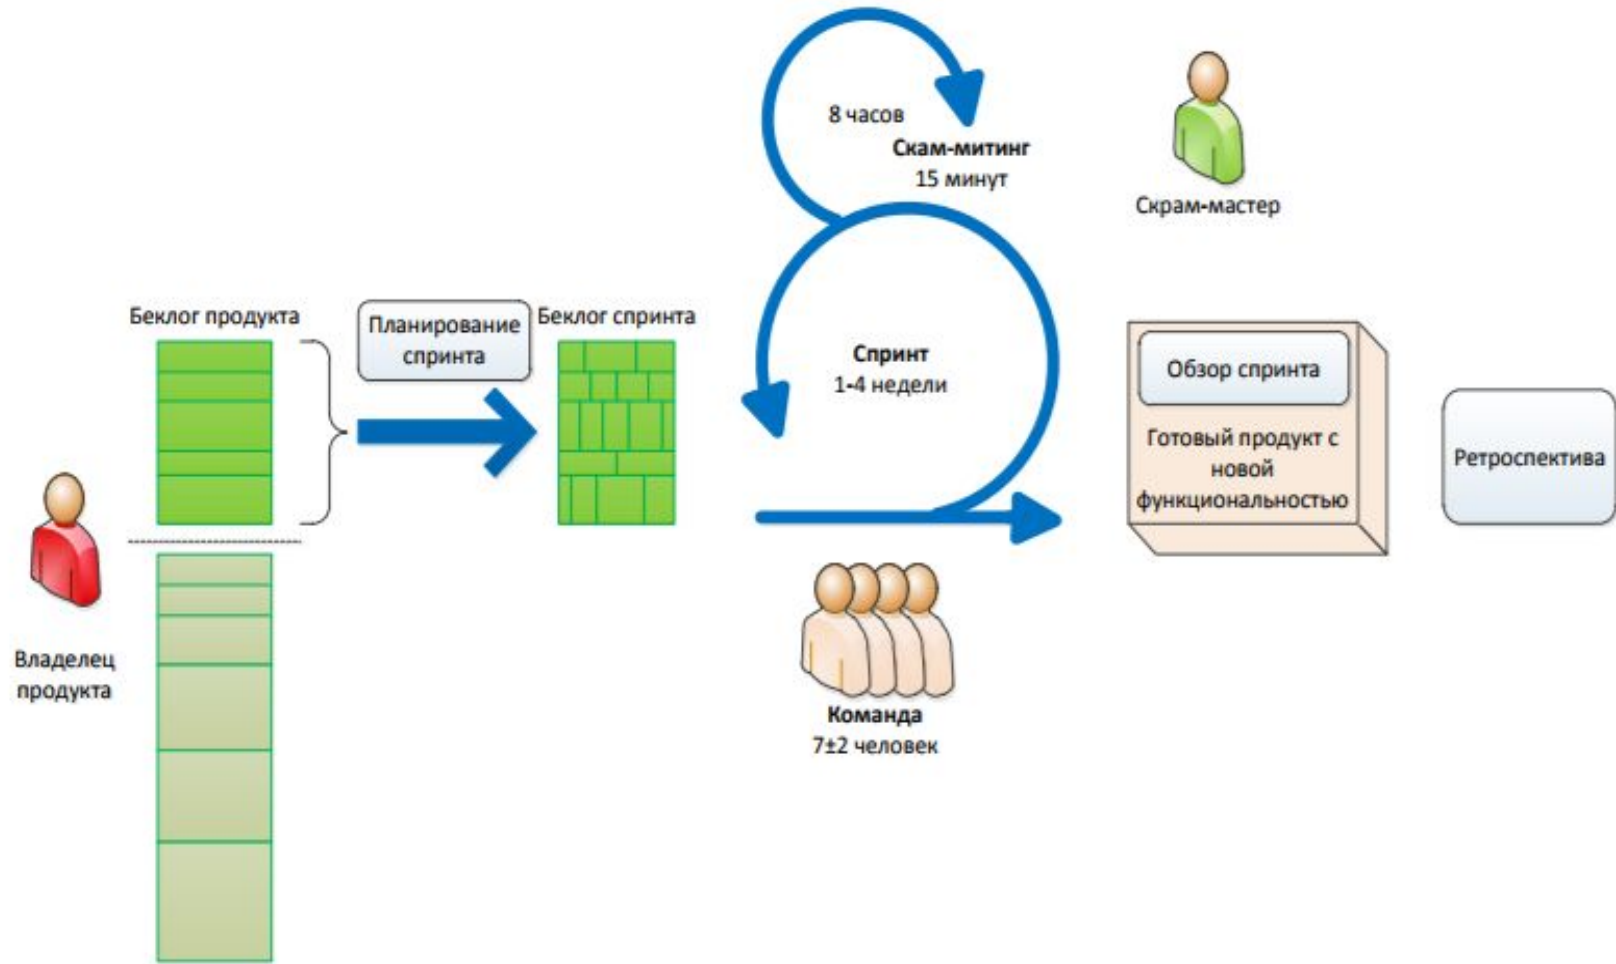 8 часов
Скам-митинг
15 минут
Скрам-мастер
Беклог продукта
Планирование
спринта
Беклог спринта
Спринт
1-4 недели
Обзор спринта
Готовый продукт с
новой
функциональностью
Ретроспектива
Владелец
продукта
Команда
7±2 человек